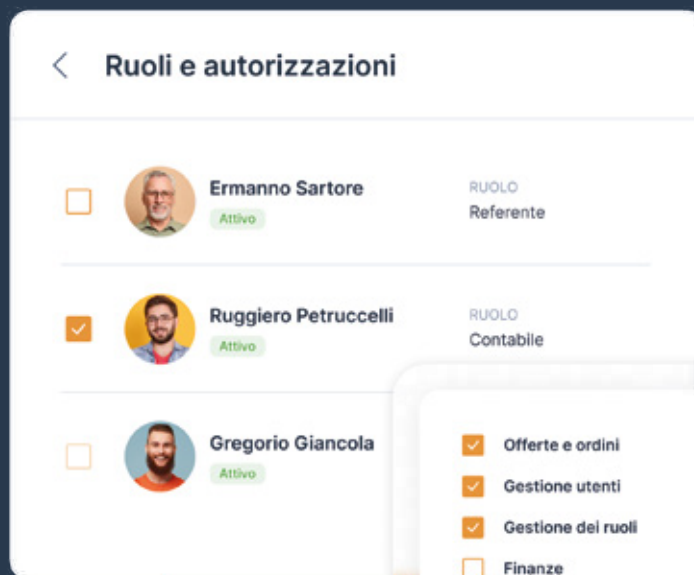 Ruoli e autorizzazioni
Ermanno Sartore
Attivo
RUOLO
Referente
Ruggiero Petruccelli
Attivo
RUOLO
Contabile
Gregorio Giancola
Attivo
Offerte e ordini
Gestione utenti
Gestione dei ruoli
Finanze